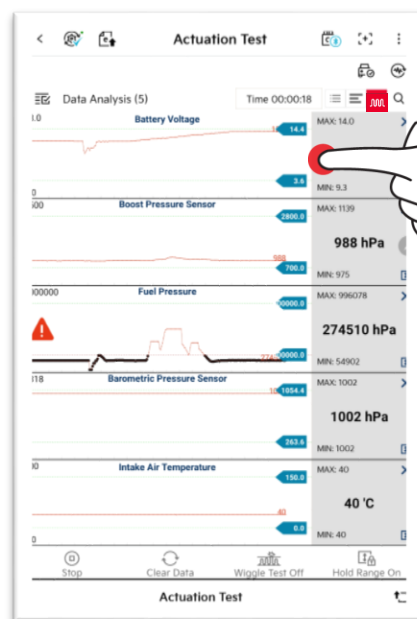 Actuation Test
Data Analysis (5)
Time 00:00:18
Battery Voltage
14.4
3.6
MAX: 14.0
MIN: 9.3
Boost Pressure Sensor
2800.0
988
700.0
MAX: 1139
988 hPa
MIN: 975
Fuel Pressure
MAX: 996078
274510 hPa
MIN: 54902
Barometric Pressure Sensor
1054.4
263.6
MAX: 1002
1002 hPa
MIN: 1002
Intake Air Temperature
150.0
40
0.0
MAX: 40
40 'C
MIN: 40
Stop
Clear Data
Wiggle Test Off
Hold Range On
Actuation Test